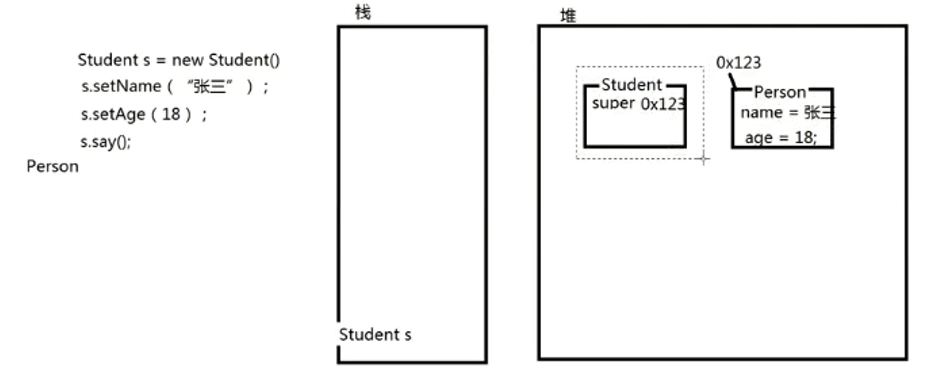 栈
堆
Student s = new Student()
s.setName（ “张三” ）;
s.setAge（18）;
s.say();
Person
Student s
0x123
Student
super 0x123
Person
name = 张三
age = 18;